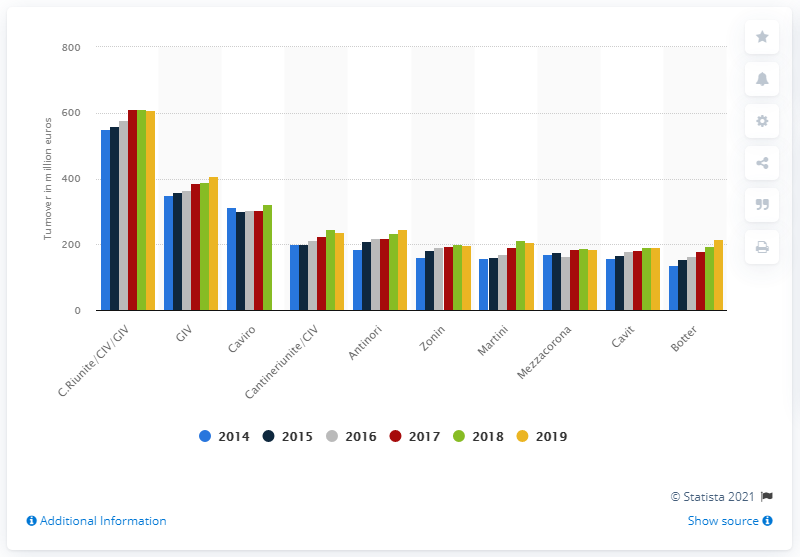 800
600
400
200
0
Turnover in million euros
C.Riunite/CIV/GIV
GIV
Caviro
Cantineriunite/CIV
Antinori
Zonin
Martini
Mezzacorona
Cavit
Botter
2014 2015 2016 2017 2018 2019
© Statista 2021
Additional Information
Show source